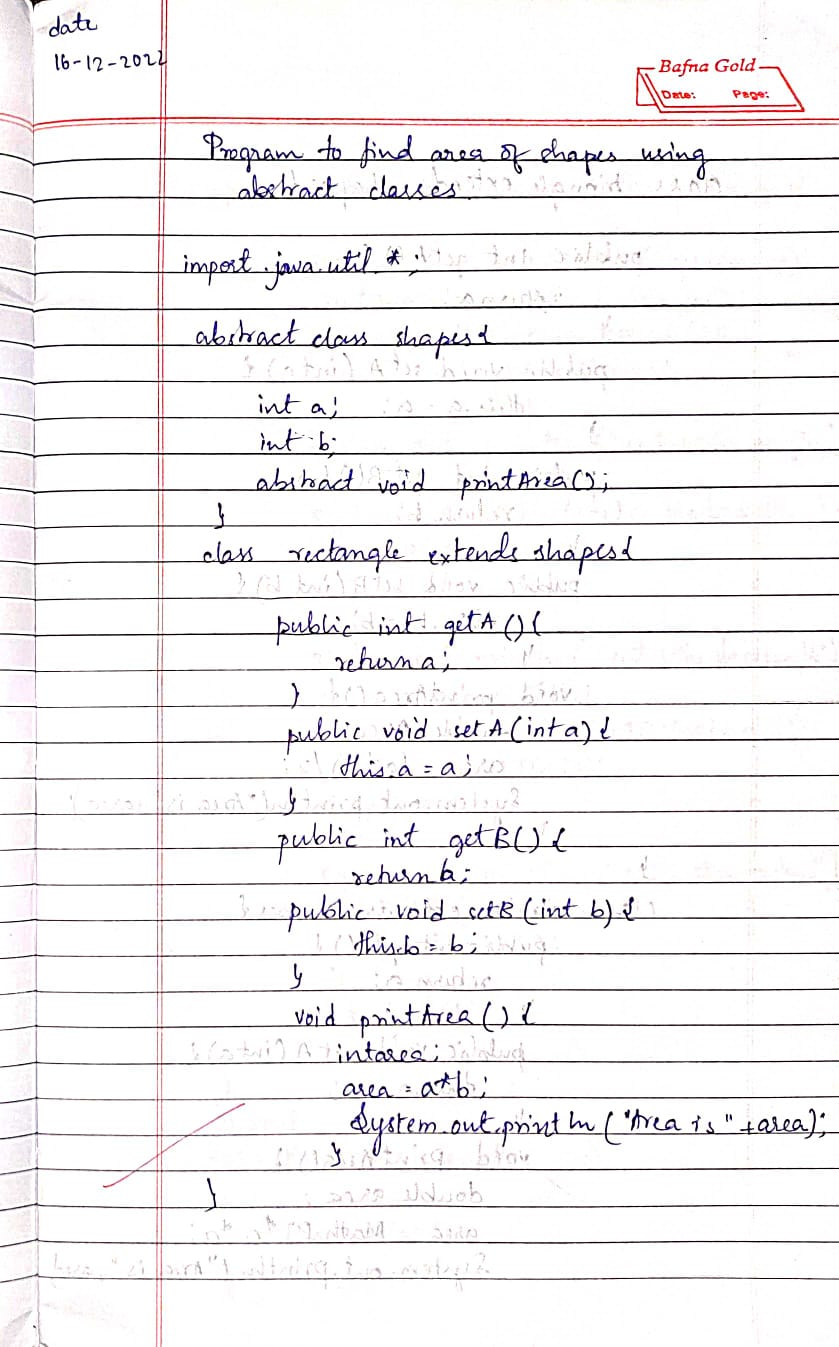 date
16-12-2022
Bafna Gold
Date: Page:
Program to find area of shapes using
abstract classes
import java.util.*;
abstract class shapes{
int a;
int b;
abstract void printArea();
}
class rectangle extends shapes{
public int getA(){
return a;
}
public void setA(int a){
this.a = a;
}
public int getB(){
return b;
public void setB(int b){
this.b = b;
}
void printArea(){
int area;
area = a*b;
System.out.println("Area is"+area);
}
}